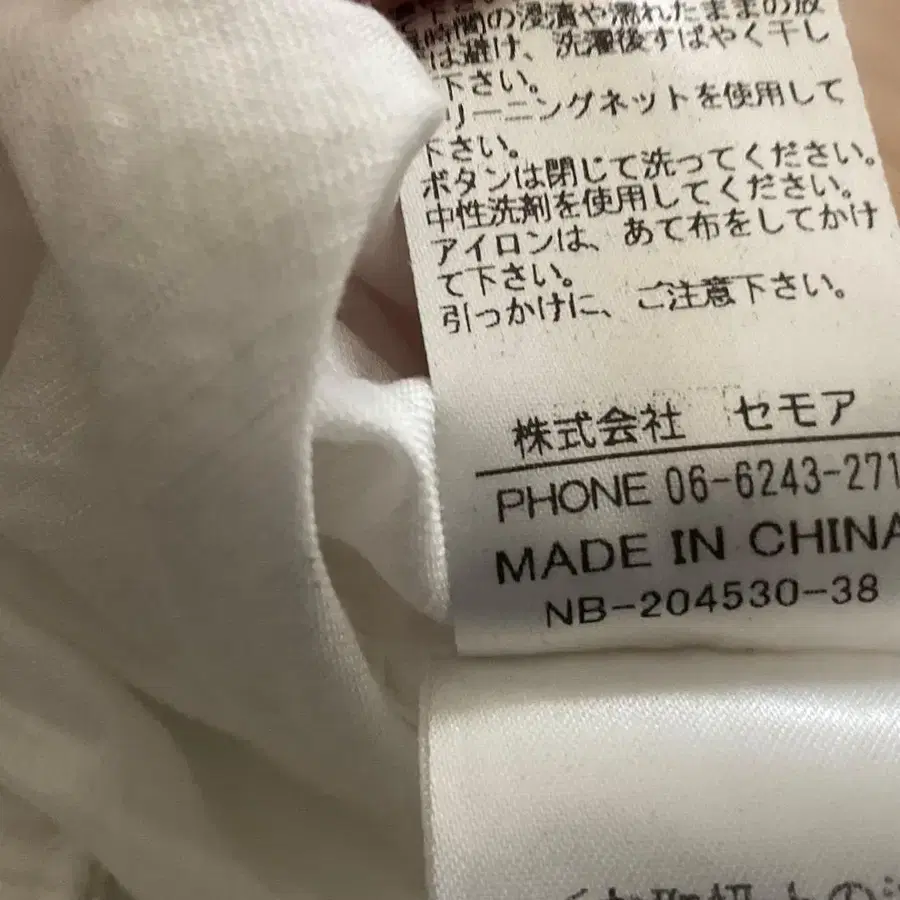 時間の浸漬や濡れたままの放
は避け、洗濯後すばやく干し
下さい。
リーニングネットを使用して
下さい。
ボタンは閉じて洗ってください。
中性洗剤を使用してください。
アイロンは、あて布をしてかけ
て下さい。
引っかけに、ご注意下さい。
株式会社 セモア
PHONE 06-6243-271
MADE IN CHINA
NB-204530-38